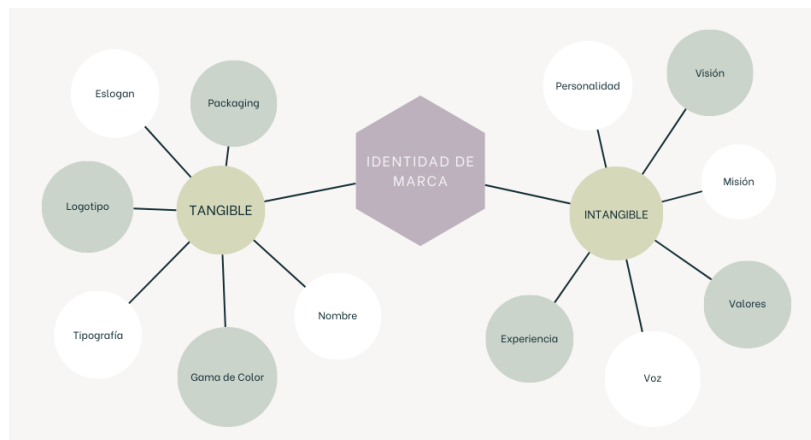 IDENTIDAD DE
MARCA
TANGIBLE
Eslogan
Packaging
Logotipo
Tipografía
Gama de Color
Nombre
INTANGIBLE
Personalidad
Visión
Misión
Valores
Voz
Experiencia